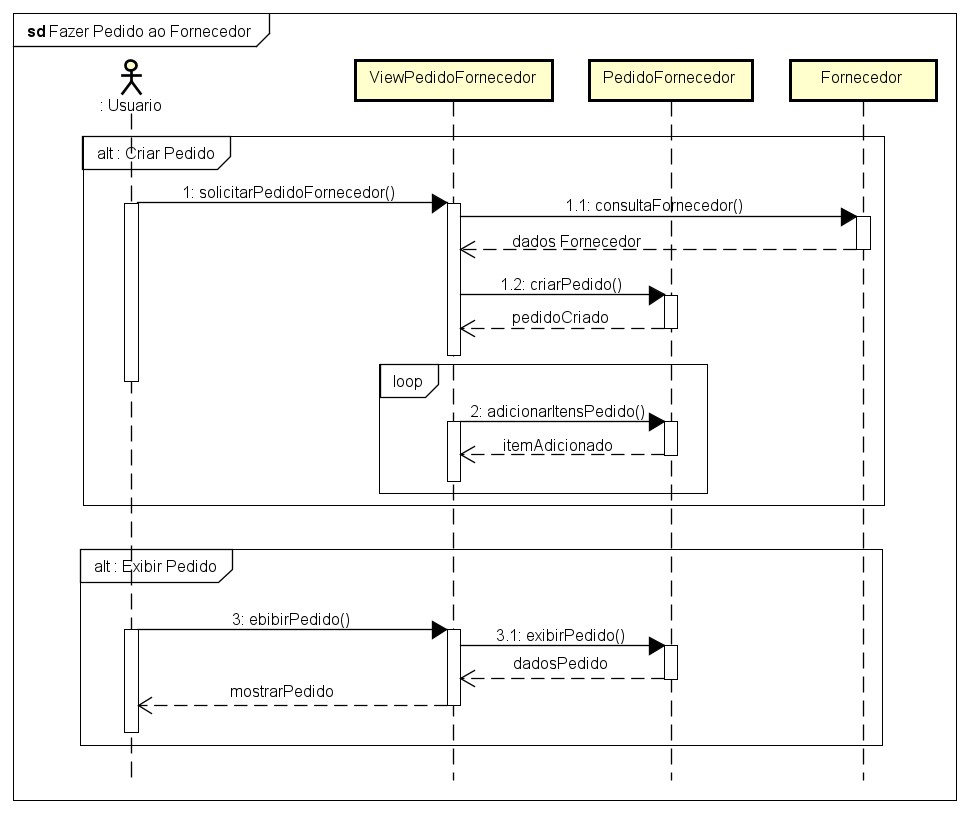 sd Fazer Pedido ao Fornecedor
: Usuario
ViewPedidoFornecedor
PedidoFornecedor
Fornecedor
alt : Criar Pedido
1: solicitarPedidoFornecedor()
1.1: consultaFornecedor()
dados Fornecedor
1.2: criarPedido()
pedidoCriado
loop
2: adicionarItensPedido()
itemAdicionado
alt : Exibir Pedido
3: ebibirPedido()
3.1: exibirPedido()
dadosPedido
mostrarPedido